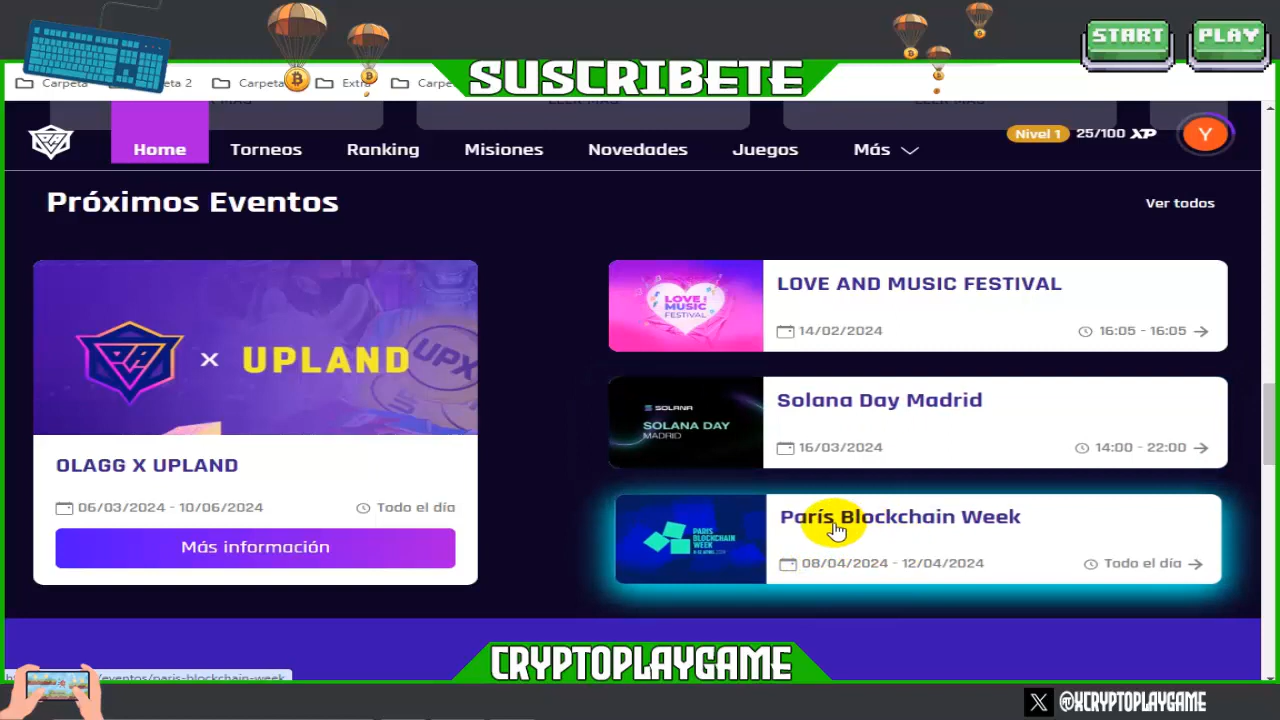 START
PLAY
SUSCRIBETE
Carpeta
2
Carpeta
Extra
LEER MÁS
Home
Torneos
Ranking
Misiones
Novedades
Juegos
Más
Nivel 1
25/100 XP
Y
Próximos Eventos
Ver todos
X UPLAND
UPX
OLAGG X UPLAND
06/03/2024 - 10/06/2024
Todo el día
Más información
LOVE AND MUSIC FESTIVAL
14/02/2024
16:05 - 16:05
SOLANA
SOLANA DAY
MADRID
Solana Day Madrid
16/03/2024
14:00 - 22:00
PARIS
BLOCKCHAIN
WEEK
París Blockchain Week
08/04/2024 - 12/04/2024
Todo el día
/eventos/paris-blockchain-week
CRYPTOPLAYGAME
X @XCRYPTOPLAYGAME